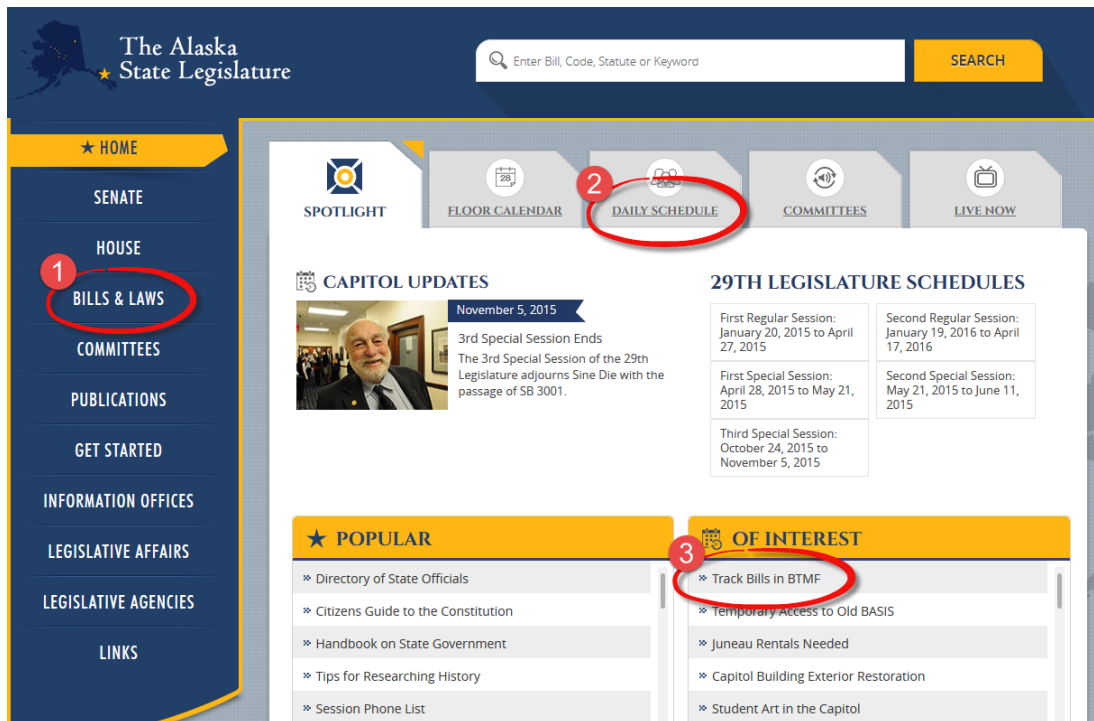 The Alaska
State Legislature
Enter Bill, Code, Statute or Keyword
SEARCH
HOME
SENATE
HOUSE
1
BILLS & LAWS
COMMITTEES
PUBLICATIONS
GET STARTED
INFORMATION OFFICES
LEGISLATIVE AFFAIRS
LEGISLATIVE AGENCIES
LINKS
SPOTLIGHT
28
FLOOR CALENDAR
2
DAILY SCHEDULE
COMMITTEES
LIVE NOW
CAPITOL UPDATES
November 5, 2015
3rd Special Session Ends
The 3rd Special Session of the 29th
Legislature adjourns Sine Die with the
passage of SB 3001.
29TH LEGISLATURE SCHEDULES
First Regular Session:
January 20, 2015 to April
27, 2015
Second Regular Session:
January 19, 2016 to April
17, 2016
First Special Session:
April 28, 2015 to May 21,
2015
Second Special Session:
May 21, 2015 to June 11,
2015
Third Special Session:
October 24, 2015 to
November 5, 2015
POPULAR
» Directory of State Officials
» Citizens Guide to the Constitution
» Handbook on State Government
» Tips for Researching History
» Session Phone List
OF INTEREST
3
» Track Bills in BTMF
» Temporary Access to Old BASIS
» Juneau Rentals Needed
» Capitol Building Exterior Restoration
» Student Art in the Capitol